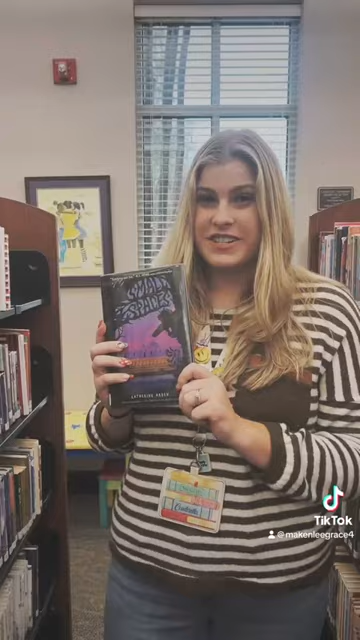 SMALL
SPACES
KATHERINE ARDEN
TikTok
@makenleegrace4